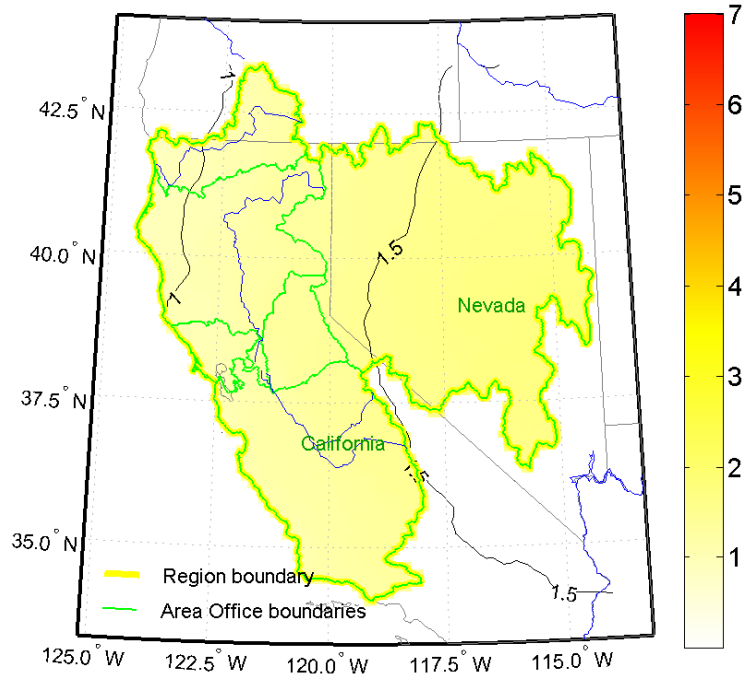 7
6
5
4
3
2
1
42.5° N
40.0° N
37.5° N
35.0° N
1
1.5
1
Nevada
California
1.5
1.5
Region boundary
Area Office boundaries
125.0° W
122.5° W
120.0° W
117.5° W
115.0° W